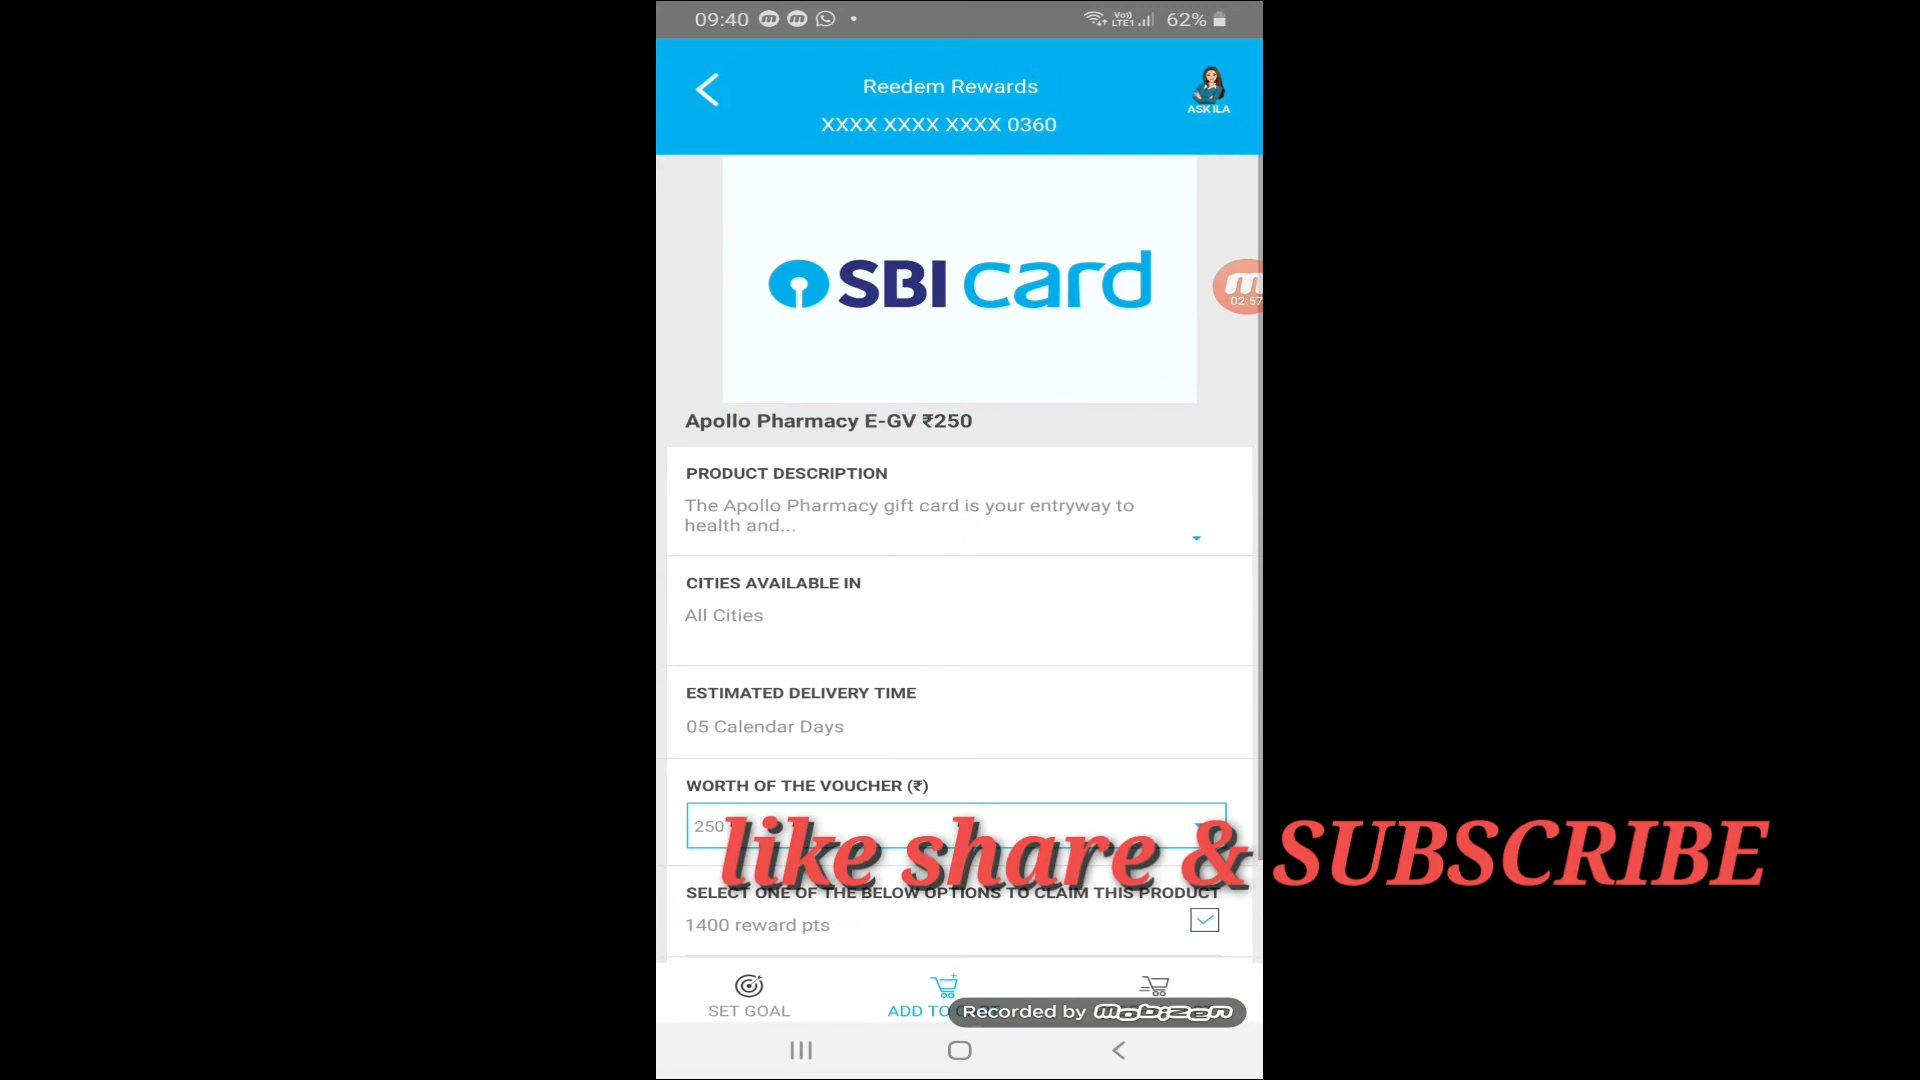 09:40
Vo)) LTE1 62%
Reedem Rewards
XXXX XXXX XXXX 0360
ASK ILA
SBI card
02:57
Apollo Pharmacy E-GV ₹250
PRODUCT DESCRIPTION
The Apollo Pharmacy gift card is your entryway to
health and...
CITIES AVAILABLE IN
All Cities
ESTIMATED DELIVERY TIME
05 Calendar Days
WORTH OF THE VOUCHER (₹)
250
like share & SUBSCRIBE
SELECT ONE OF THE BELOW OPTIONS TO CLAIM THIS PRODUCT
1400 reward pts
SET GOAL
ADD TO
Recorded by mobizen